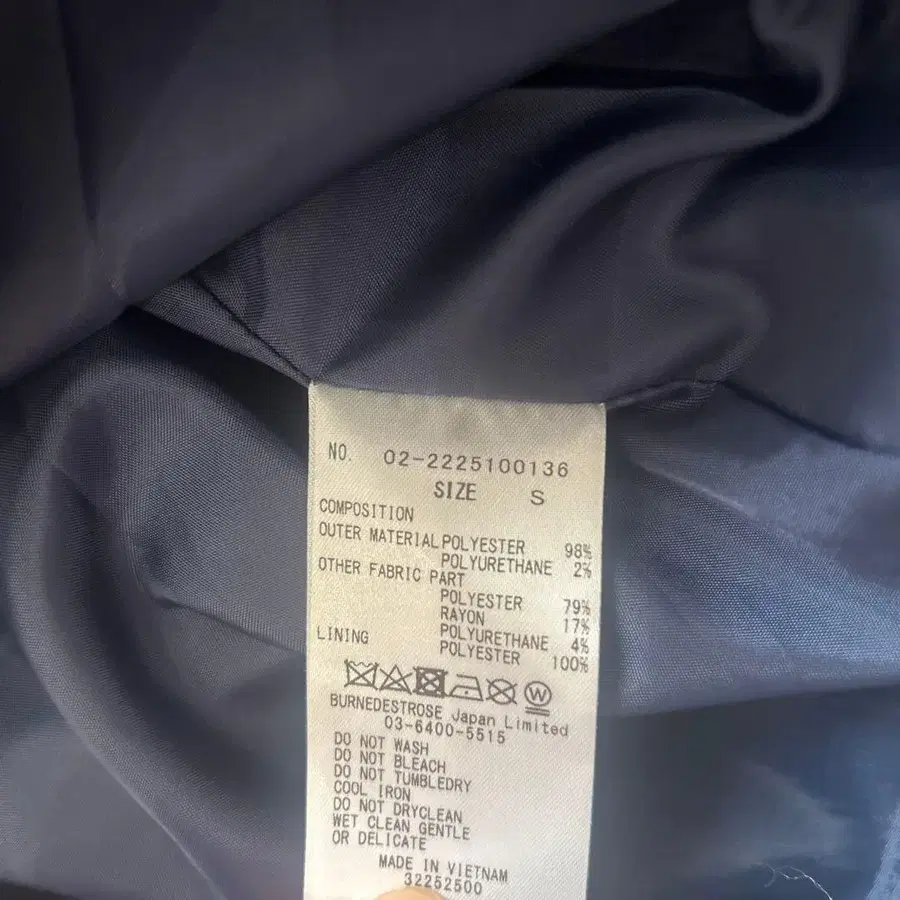 NO. 02-2225100136
SIZE S
COMPOSITION
OUTER MATERIAL POLYESTER 98%
POLYURETHANE 2%
OTHER FABRIC PART
POLYESTER 79%
RAYON 17%
POLYURETHANE 4%
LINING POLYESTER 100%
W
BURNEDESTROSE Japan Limited
03-6400-5515
DO NOT WASH
DO NOT BLEACH
DO NOT TUMBLEDRY
COOL IRON
DO NOT DRYCLEAN
WET CLEAN GENTLE
OR DELICATE
MADE IN VIETNAM
32252500